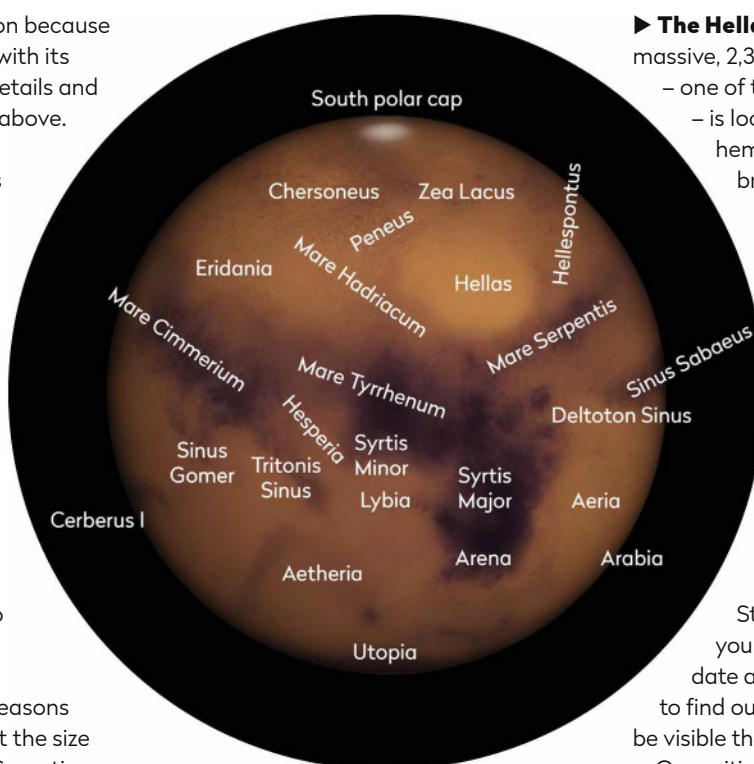 on because
with its
etails and
above.
s
o
easons
t the size
South polar cap
Chersoneus
Zea Lacus
Peneus
Hellespontus
Mare Hadriacum
Eridania
Hellas
Mare Cimmerium
Mare Serpentis
Mare Tyrrhenum
Sinus Sabaeus
Hesperia
Deltoton Sinus
Sinus
Gomer
Tritonis
Sinus
Syrtis
Minor
Syrtis
Major
Lybia
Aeria
Cerberus I
Arena
Arabia
Aetheria
Utopia
▶ The Hell
massive, 2,3
– one of t
– is loc
hem
br
St
you
date a
to find ou
be visible th